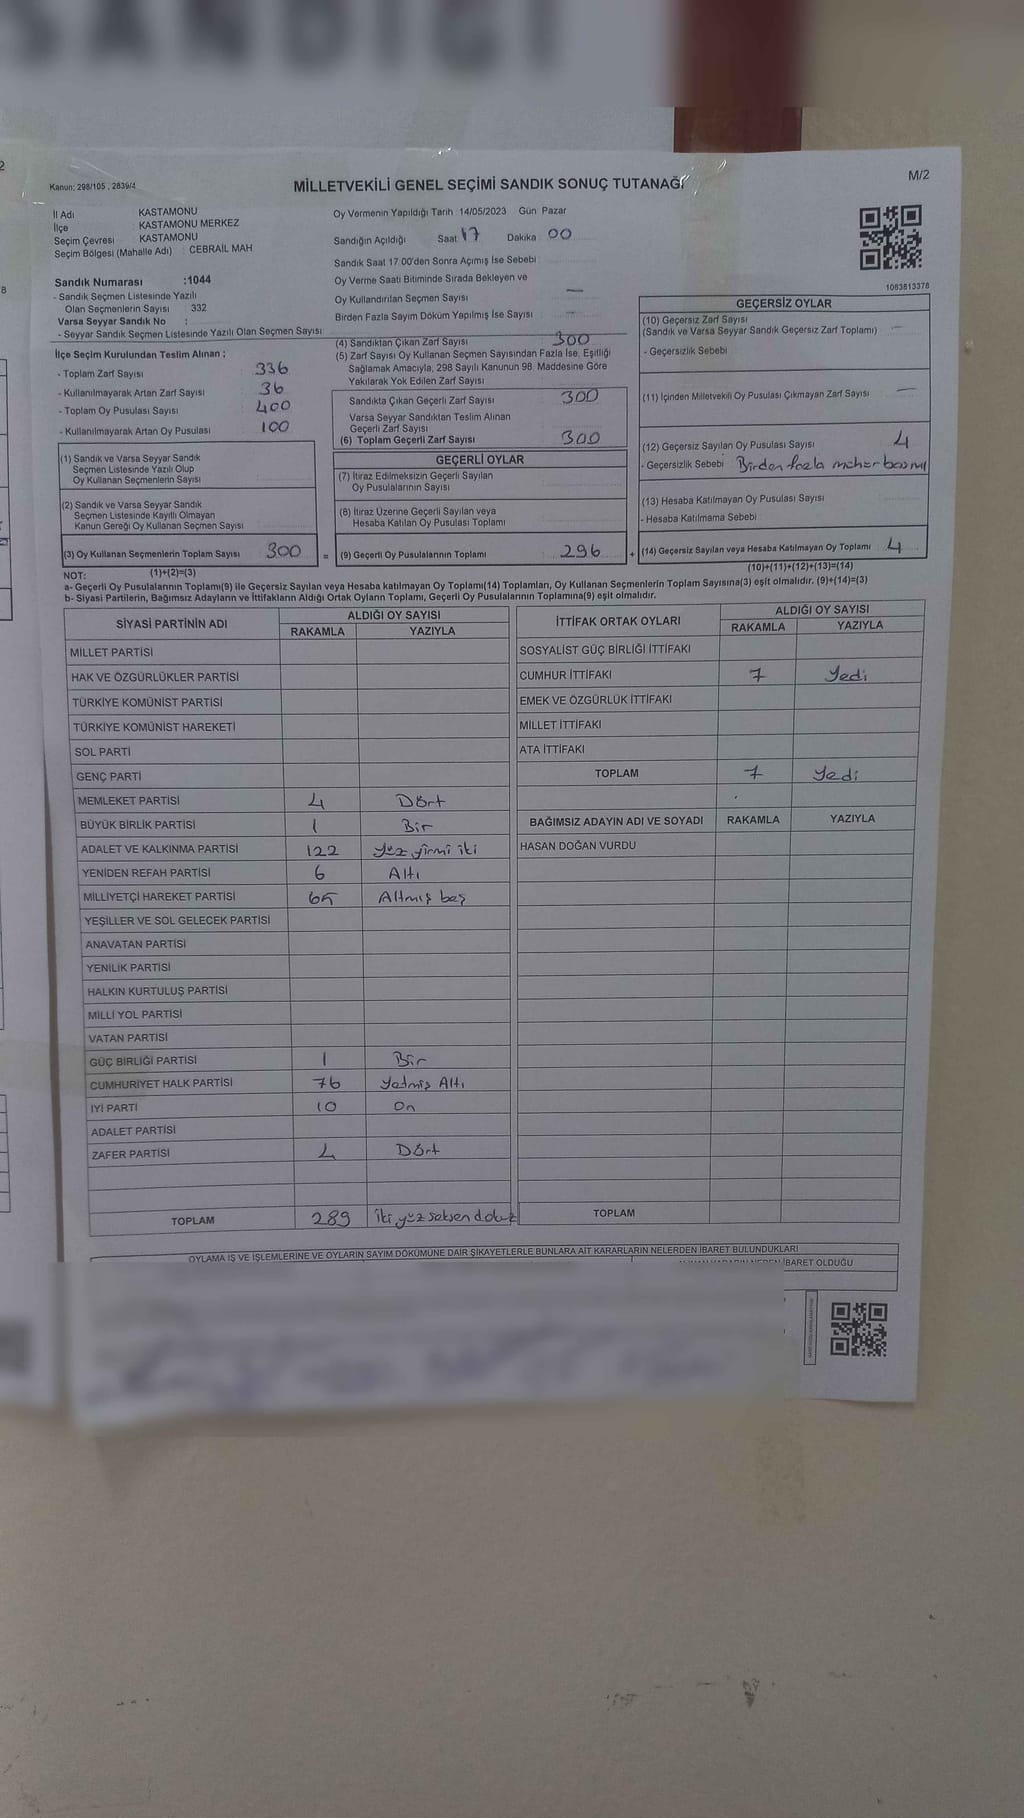 SANDIĞI
Kanun: 298/105 , 2839/4
MİLLETVEKİLİ GENEL SEÇİMİ SANDIK SONUÇ TUTANAĞI
M/2
İl Adı KASTAMONU
İlçe KASTAMONU MERKEZ
Seçim Çevresi KASTAMONU
Seçim Bölgesi (Mahalle Adı) : CEBRAİL MAH
Oy Vermenin Yapıldığı Tarih 14/05/2023 Gün Pazar
Sandığın Açıldığı Saat 17 Dakika 00
Sandık Saat 17.00'den Sonra Açımış İse Sebebi
Oy Verme Saati Bitiminde Sırada Bekleyen ve
Oy Kullandırılan Seçmen Sayısı —
Birden Fazla Sayım Döküm Yapılmış İse Sayısı : —
1083813378
Sandık Numarası :1044
- Sandık Seçmen Listesinde Yazılı
Olan Seçmenlerin Sayısı 332
Varsa Seyyar Sandık No :
- Seyyar Sandık Seçmen Listesinde Yazılı Olan Seçmen Sayısı
İlçe Seçim Kurulundan Teslim Alınan ;
- Toplam Zarf Sayısı 336
- Kullanılmayarak Artan Zarf Sayısı 36
- Toplam Oy Pusulası Sayısı 400
- Kullanılmayarak Artan Oy Pusulası 100
(1) Sandık ve Varsa Seyyar Sandık
Seçmen Listesinde Yazılı Olup
Oy Kullanan Seçmenlerin Sayısı
(2) Sandık ve Varsa Seyyar Sandık
Seçmen Listesinde Kayıllı Olmayan
Kanun Gereği Oy Kullanan Seçmen Sayısı
(3) Oy Kullanan Seçmenlerin Toplam Sayısı 300
(4) Sandıktan Çıkan Zarf Sayısı 300
(5) Zarf Sayısı Oy Kullanan Seçmen Sayısından Fazla İse, Eşitliği
Sağlamak Amacıyla, 298 Sayılı Kanunun 98. Maddesine Göre
Yakılarak Yok Edilen Zarf Sayısı
Sandıkta Çıkan Geçerli Zarf Sayısı 300
Varsa Seyyar Sandıktan Teslim Alınan
Geçerli Zarf Sayısı
(6) Toplam Geçerli Zarf Sayısı 300
GEÇERLİ OYLAR
(7) İtiraz Edilmeksizin Geçerli Sayılan
Oy Pusulalarının Sayısı
(8) İtiraz Üzerine Geçerli Sayılan veya
Hesaba Katılan Oy Pusulası Toplamı
= (9) Geçerli Oy Pusulalarının Toplamı 296
GEÇERSİZ OYLAR
(10) Geçersiz Zarf Sayısı
(Sandık ve Varsa Seyyar Sandık Geçersiz Zarf Toplamı) —
- Geçersizlik Sebebi
(11) İçinden Milletvekili Oy Pusulası Çıkmayan Zarf Sayısı —
(12) Geçersiz Sayılan Oy Pusulası Sayısı 4
- Geçersizlik Sebebi Birden fazla mühür basımı
(13) Hesaba Katılmayan Oy Pusulası Sayısı
- Hesaba Katılmama Sebebi
+ (14) Geçersiz Sayılan veya Hesaba Katılmayan Oy Toplamı 4
NOT: (1)+(2)=(3) (10)+(11)+(12)+(13)=(14)
a- Geçerli Oy Pusulalarının Toplamı(9) ile Geçersiz Sayılan veya Hesaba katılmayan Oy Toplamı(14) Toplamları, Oy Kullanan Seçmenlerin Toplam Sayısına(3) eşit olmalıdır. (9)+(14)=(3)
b- Siyasi Partilerin, Bağımsız Adayların ve İttifakların Aldığı Ortak Oyların Toplamı, Geçerli Oy Pusulalarının Toplamına(9) eşit olmalıdır.
SİYASİ PARTİNİN ADI ALDIĞI OY SAYISI
RAKAMLA YAZIYLA
MİLLET PARTİSİ
HAK VE ÖZGÜRLÜKLER PARTİSİ
TÜRKİYE KOMÜNİST PARTİSİ
TÜRKİYE KOMÜNİST HAREKETİ
SOL PARTİ
GENÇ PARTİ
MEMLEKET PARTİSİ 4 Dört
BÜYÜK BİRLİK PARTİSİ 1 Bir
ADALET VE KALKINMA PARTİSİ 122 Yüz yirmi iki
YENİDEN REFAH PARTİSİ 6 Altı
MİLLİYETÇİ HAREKET PARTİSİ 65 Altmış beş
YEŞİLLER VE SOL GELECEK PARTİSİ
ANAVATAN PARTİSİ
YENİLİK PARTİSİ
HALKIN KURTULUŞ PARTİSİ
MİLLİ YOL PARTİSİ
VATAN PARTİSİ
GÜÇ BİRLİĞİ PARTİSİ 1 Bir
CUMHURİYET HALK PARTİSİ 76 Yetmiş Altı
İYİ PARTİ 10 On
ADALET PARTİSİ
ZAFER PARTİSİ 4 Dört
TOPLAM 289 İki yüz seksen dokuz
İTTİFAK ORTAK OYLARI ALDIĞI OY SAYISI
RAKAMLA YAZIYLA
SOSYALİST GÜÇ BİRLİĞİ İTTİFAKI
CUMHUR İTTİFAKI 7 Yedi
EMEK VE ÖZGÜRLÜK İTTİFAKI
MİLLET İTTİFAKI
ATA İTTİFAKI
TOPLAM 7 Yedi
BAĞIMSIZ ADAYIN ADI VE SOYADI RAKAMLA YAZIYLA
HASAN DOĞAN VURDU
TOPLAM
OYLAMA İŞ VE İŞLEMLERİNE VE OYLARIN SAYIM DÖKÜMÜNE DAİR ŞİKAYETLERLE BUNLARA AİT KARARLARIN NELERDEN İBARET BULUNDUKLARI
İBARET OLDUĞU